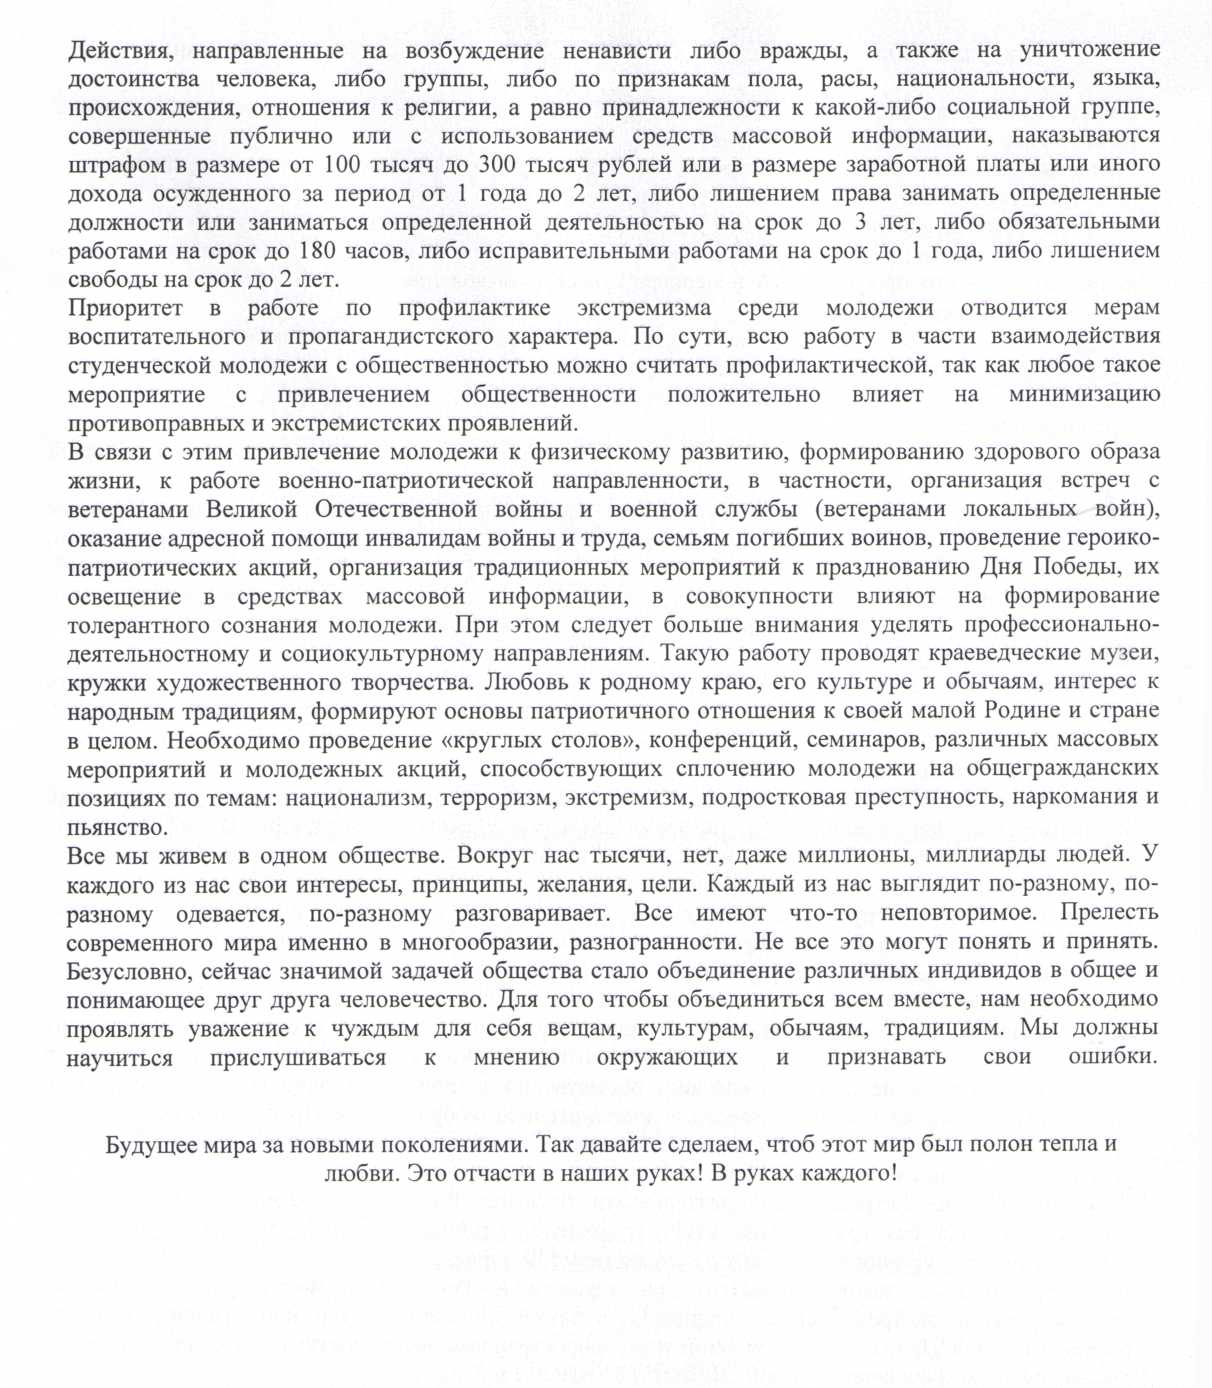 Действия, направленные на возбуждение ненависти либо вражды, а также на уничтожение
достоинства человека, либо группы, либо по признакам пола, расы, национальности, языка,
происхождения, отношения к религии, а равно принадлежности к какой-либо социальной группе,
совершенные публично или с использованием средств массовой информации, наказываются
штрафом в размере от 100 тысяч до 300 тысяч рублей или в размере заработной платы или иного
дохода осужденного за период от 1 года до 2 лет, либо лишением права занимать определенные
должности или заниматься определенной деятельностью на срок до 3 лет, либо обязательными
работами на срок до 180 часов, либо исправительными работами на срок до 1 года, либо лишением
свободы на срок до 2 лет.
Приоритет в работе по профилактике экстремизма среди молодежи отводится мерам
воспитательного и пропагандистского характера. По сути, всю работу в части взаимодействия
студенческой молодежи с общественностью можно считать профилактической, так как любое такое
мероприятие с привлечением общественности положительно влияет на минимизацию
противоправных и экстремистских проявлений.
В связи с этим привлечение молодежи к физическому развитию, формированию здорового образа
жизни, к работе военно-патриотической направленности, в частности, организация встреч с
ветеранами Великой Отечественной войны и военной службы (ветеранами локальных войн),
оказание адресной помощи инвалидам войны и труда, семьям погибших воинов, проведение героико-
патриотических акций, организация традиционных мероприятий к празднованию Дня Победы, их
освещение в средствах массовой информации, в совокупности влияют на формирование
толерантного сознания молодежи. При этом следует больше внимания уделять профессионально-
деятельностному и социокультурному направлениям. Такую работу проводят краеведческие музеи,
кружки художественного творчества. Любовь к родному краю, его культуре и обычаям, интерес к
народным традициям, формируют основы патриотичного отношения к своей малой Родине и стране
в целом. Необходимо проведение «круглых столов», конференций, семинаров, различных массовых
мероприятий и молодежных акций, способствующих сплочению молодежи на общегражданских
позициях по темам: национализм, терроризм, экстремизм, подростковая преступность, наркомания и
пьянство.
Все мы живем в одном обществе. Вокруг нас тысячи, нет, даже миллионы, миллиарды людей. У
каждого из нас свои интересы, принципы, желания, цели. Каждый из нас выглядит по-разному, по-
разному одевается, по-разному разговаривает. Все имеют что-то неповторимое. Прелесть
современного мира именно в многообразии, разногранности. Не все это могут понять и принять.
Безусловно, сейчас значимой задачей общества стало объединение различных индивидов в общее и
понимающее друг друга человечество. Для того чтобы объединиться всем вместе, нам необходимо
проявлять уважение к чуждым для себя вещам, культурам, обычаям, традициям. Мы должны
научиться прислушиваться к мнению окружающих и признавать свои ошибки.
Будущее мира за новыми поколениями. Так давайте сделаем, чтоб этот мир был полон тепла и
любви. Это отчасти в наших руках! В руках каждого!